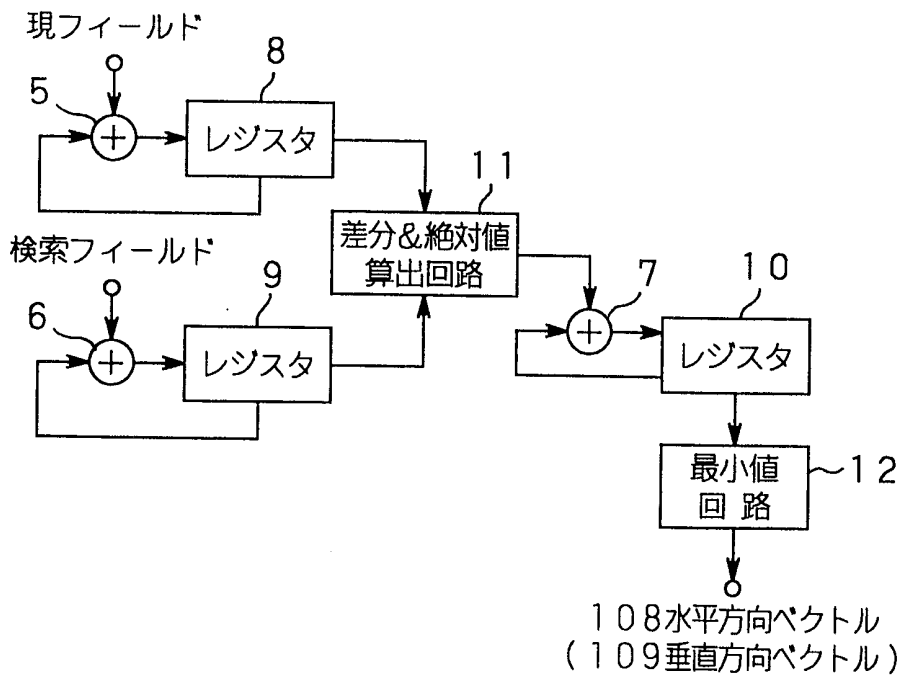 現フィールド
5
8
レジスタ
11
差分&絶対値
算出回路
検索フィールド
6
9
レジスタ
7
10
レジスタ
最小値
回 路
12
108水平方向ベクトル
(109垂直方向ベクトル)